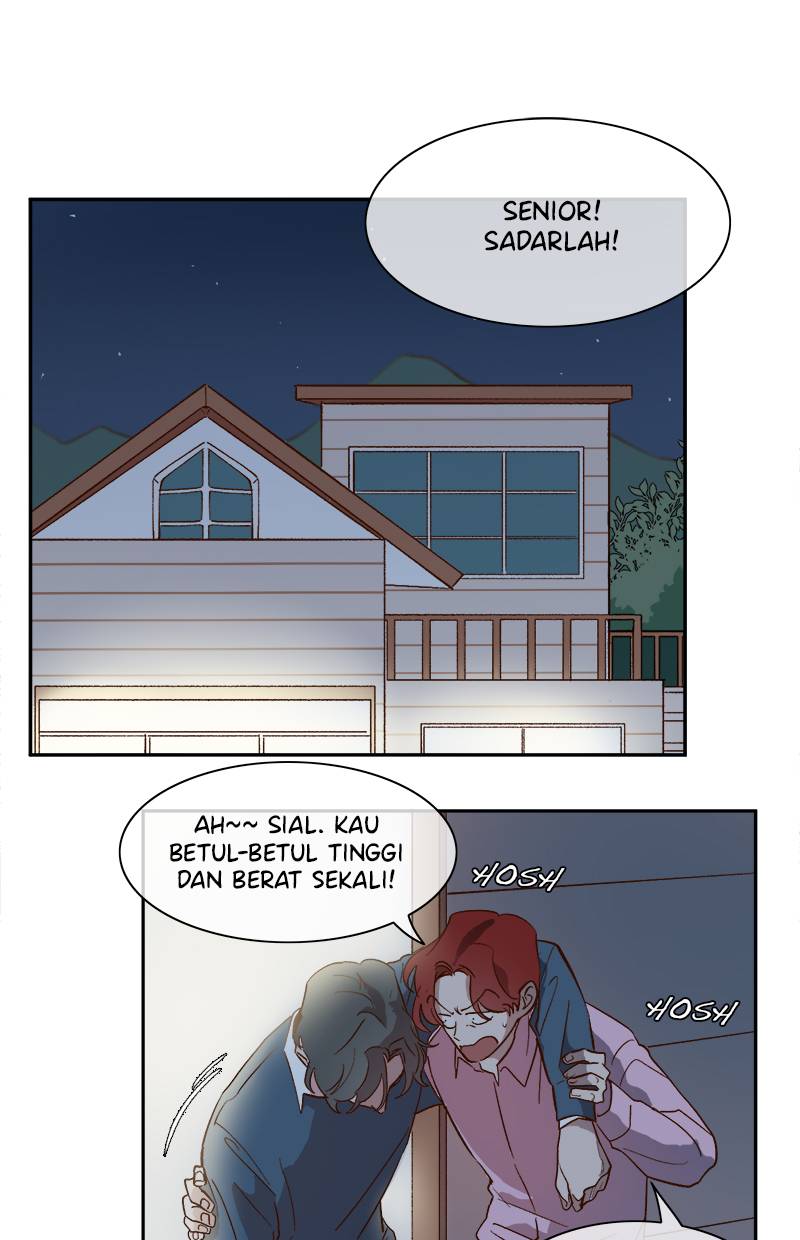 SENIOR!
SADARLAH!
AH~~ SIAL. KAU
BETUL-BETUL TINGGI
DAN BERAT SEKALI!
HOSH
HOSH